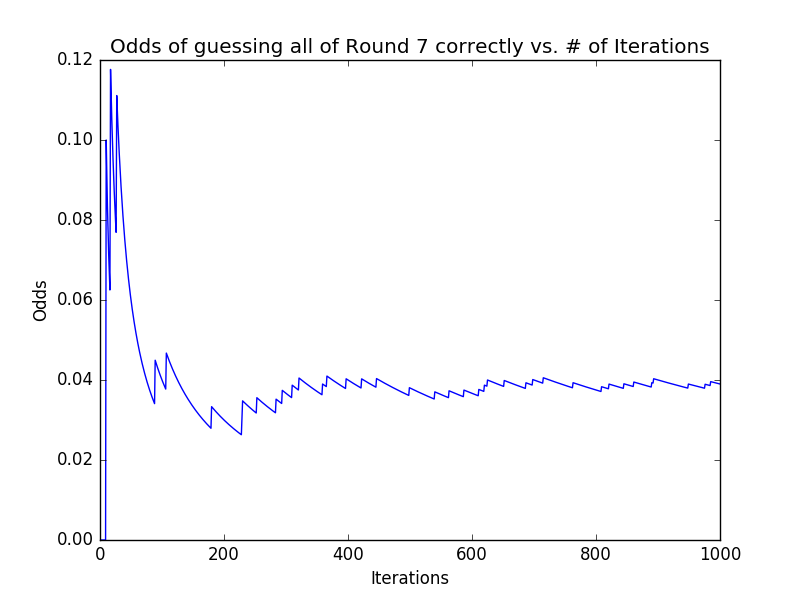 Odds of guessing all of Round 7 correctly vs. # of Iterations
0.12
0.10
0.08
0.06
0.04
0.02
0.00
Odds
0 200 400 600 800 1000
Iterations